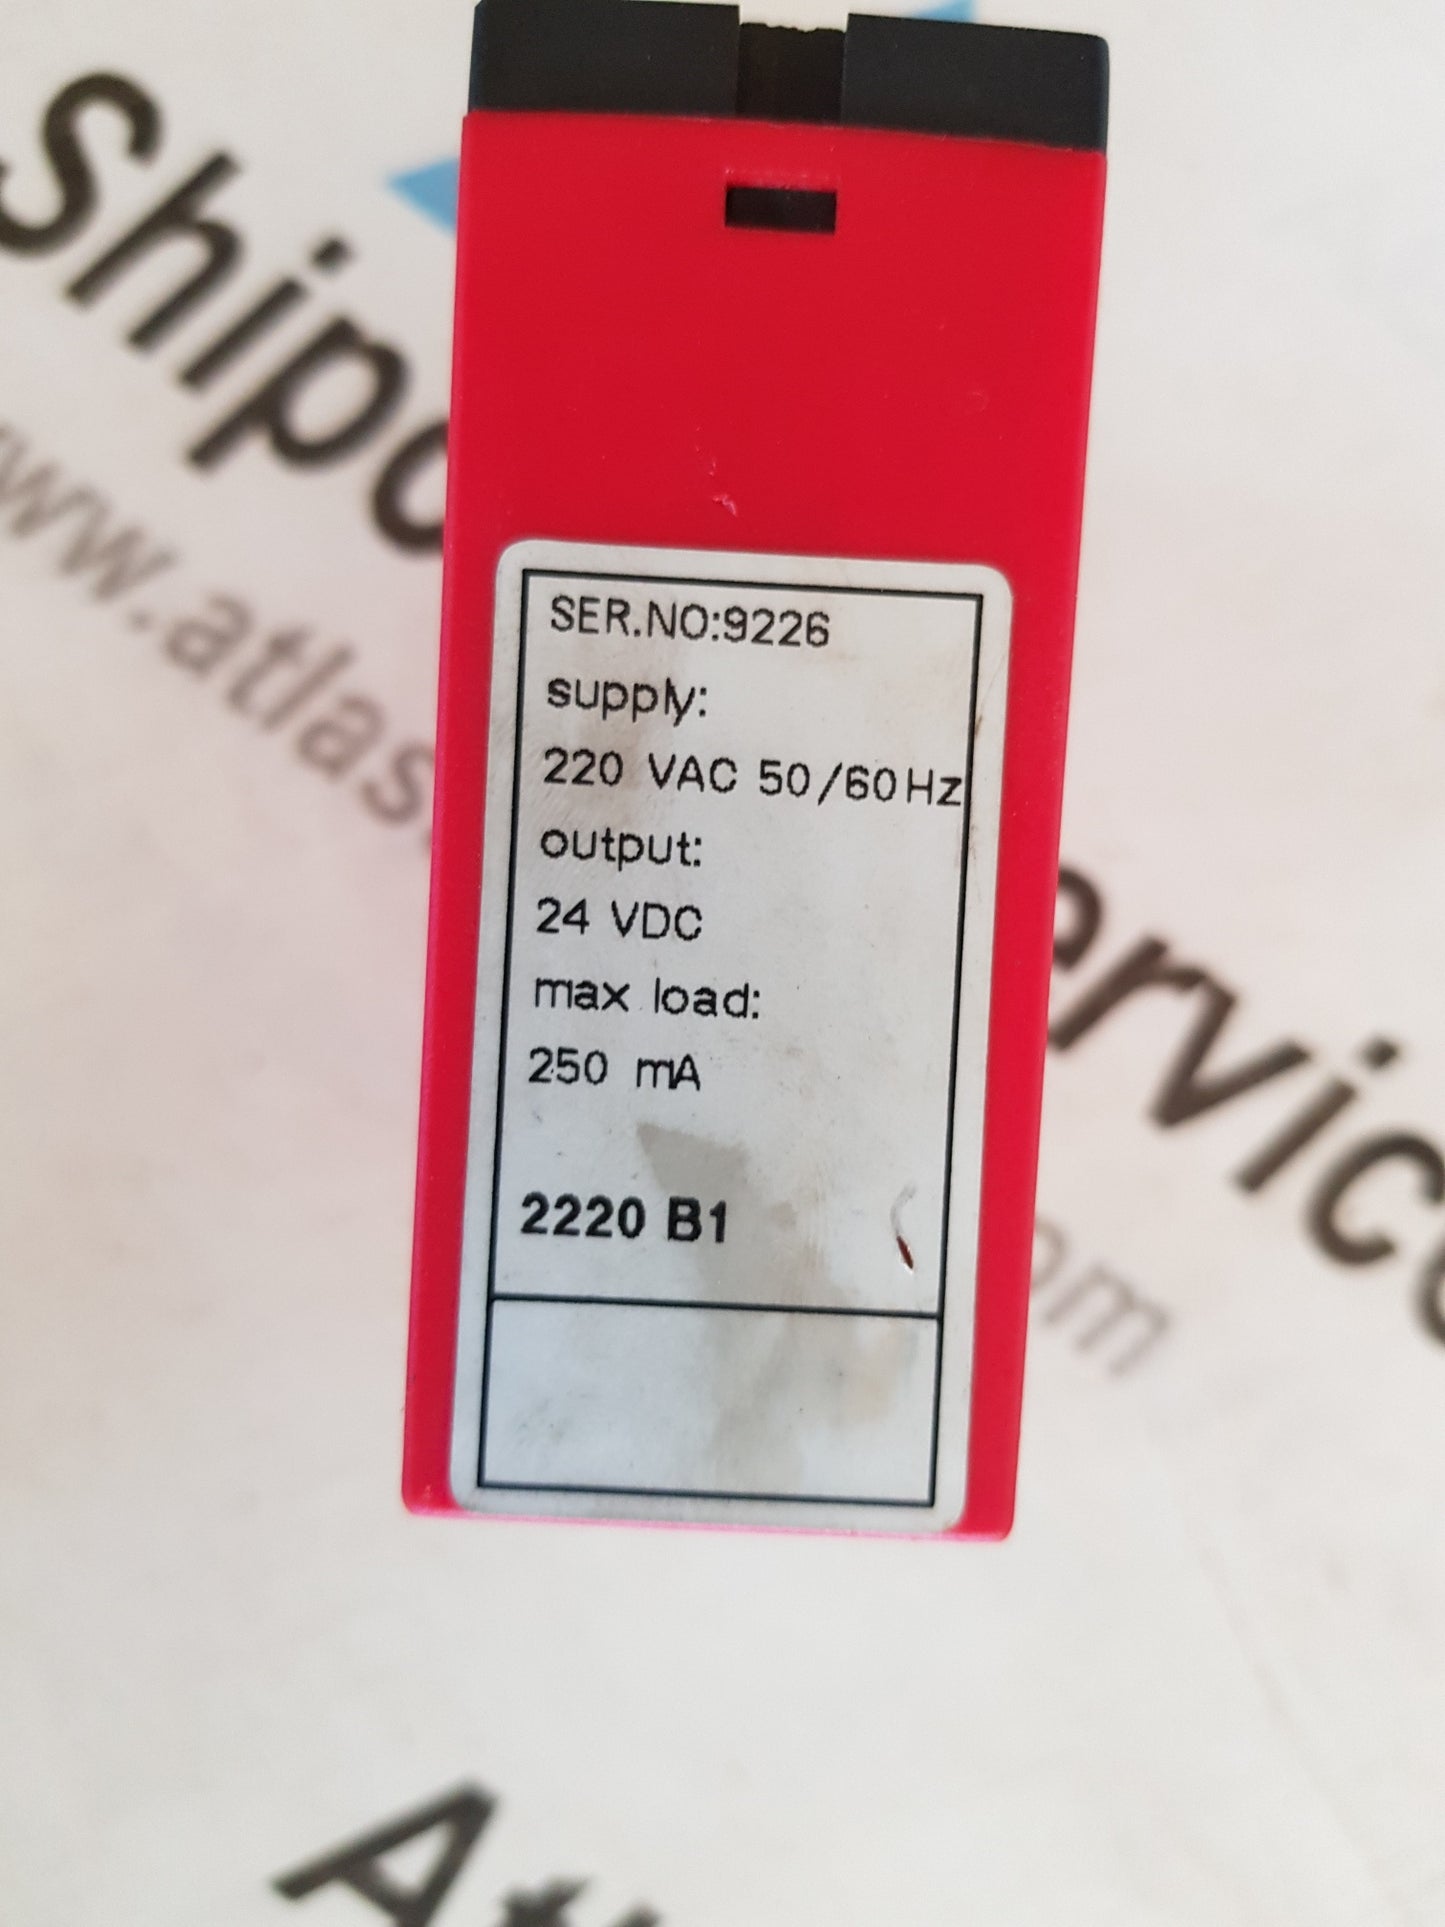 SER.NO:9226
supply:
220 VAC 50/60Hz
output:
24 VDC
max load:
250 mA
2220 B1